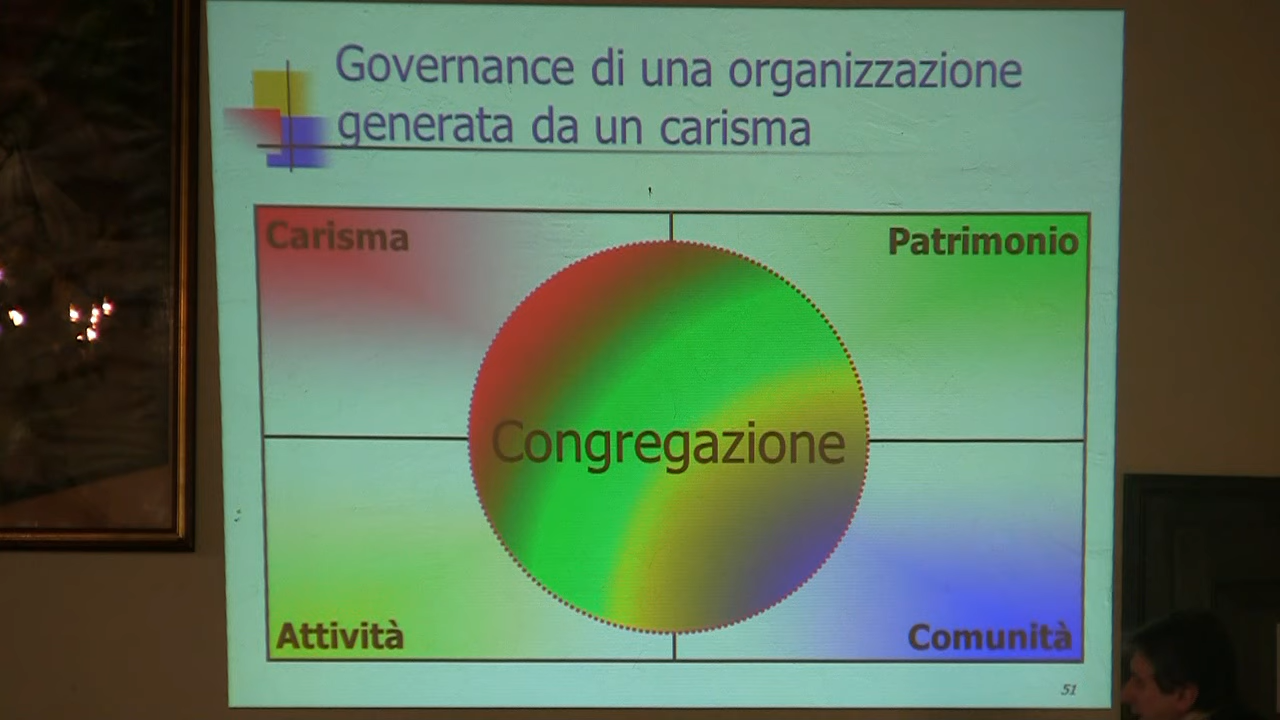 Governance di una organizzazione
generata da un carisma
Carisma
Patrimonio
Congregazione
Attività
Comunità
51